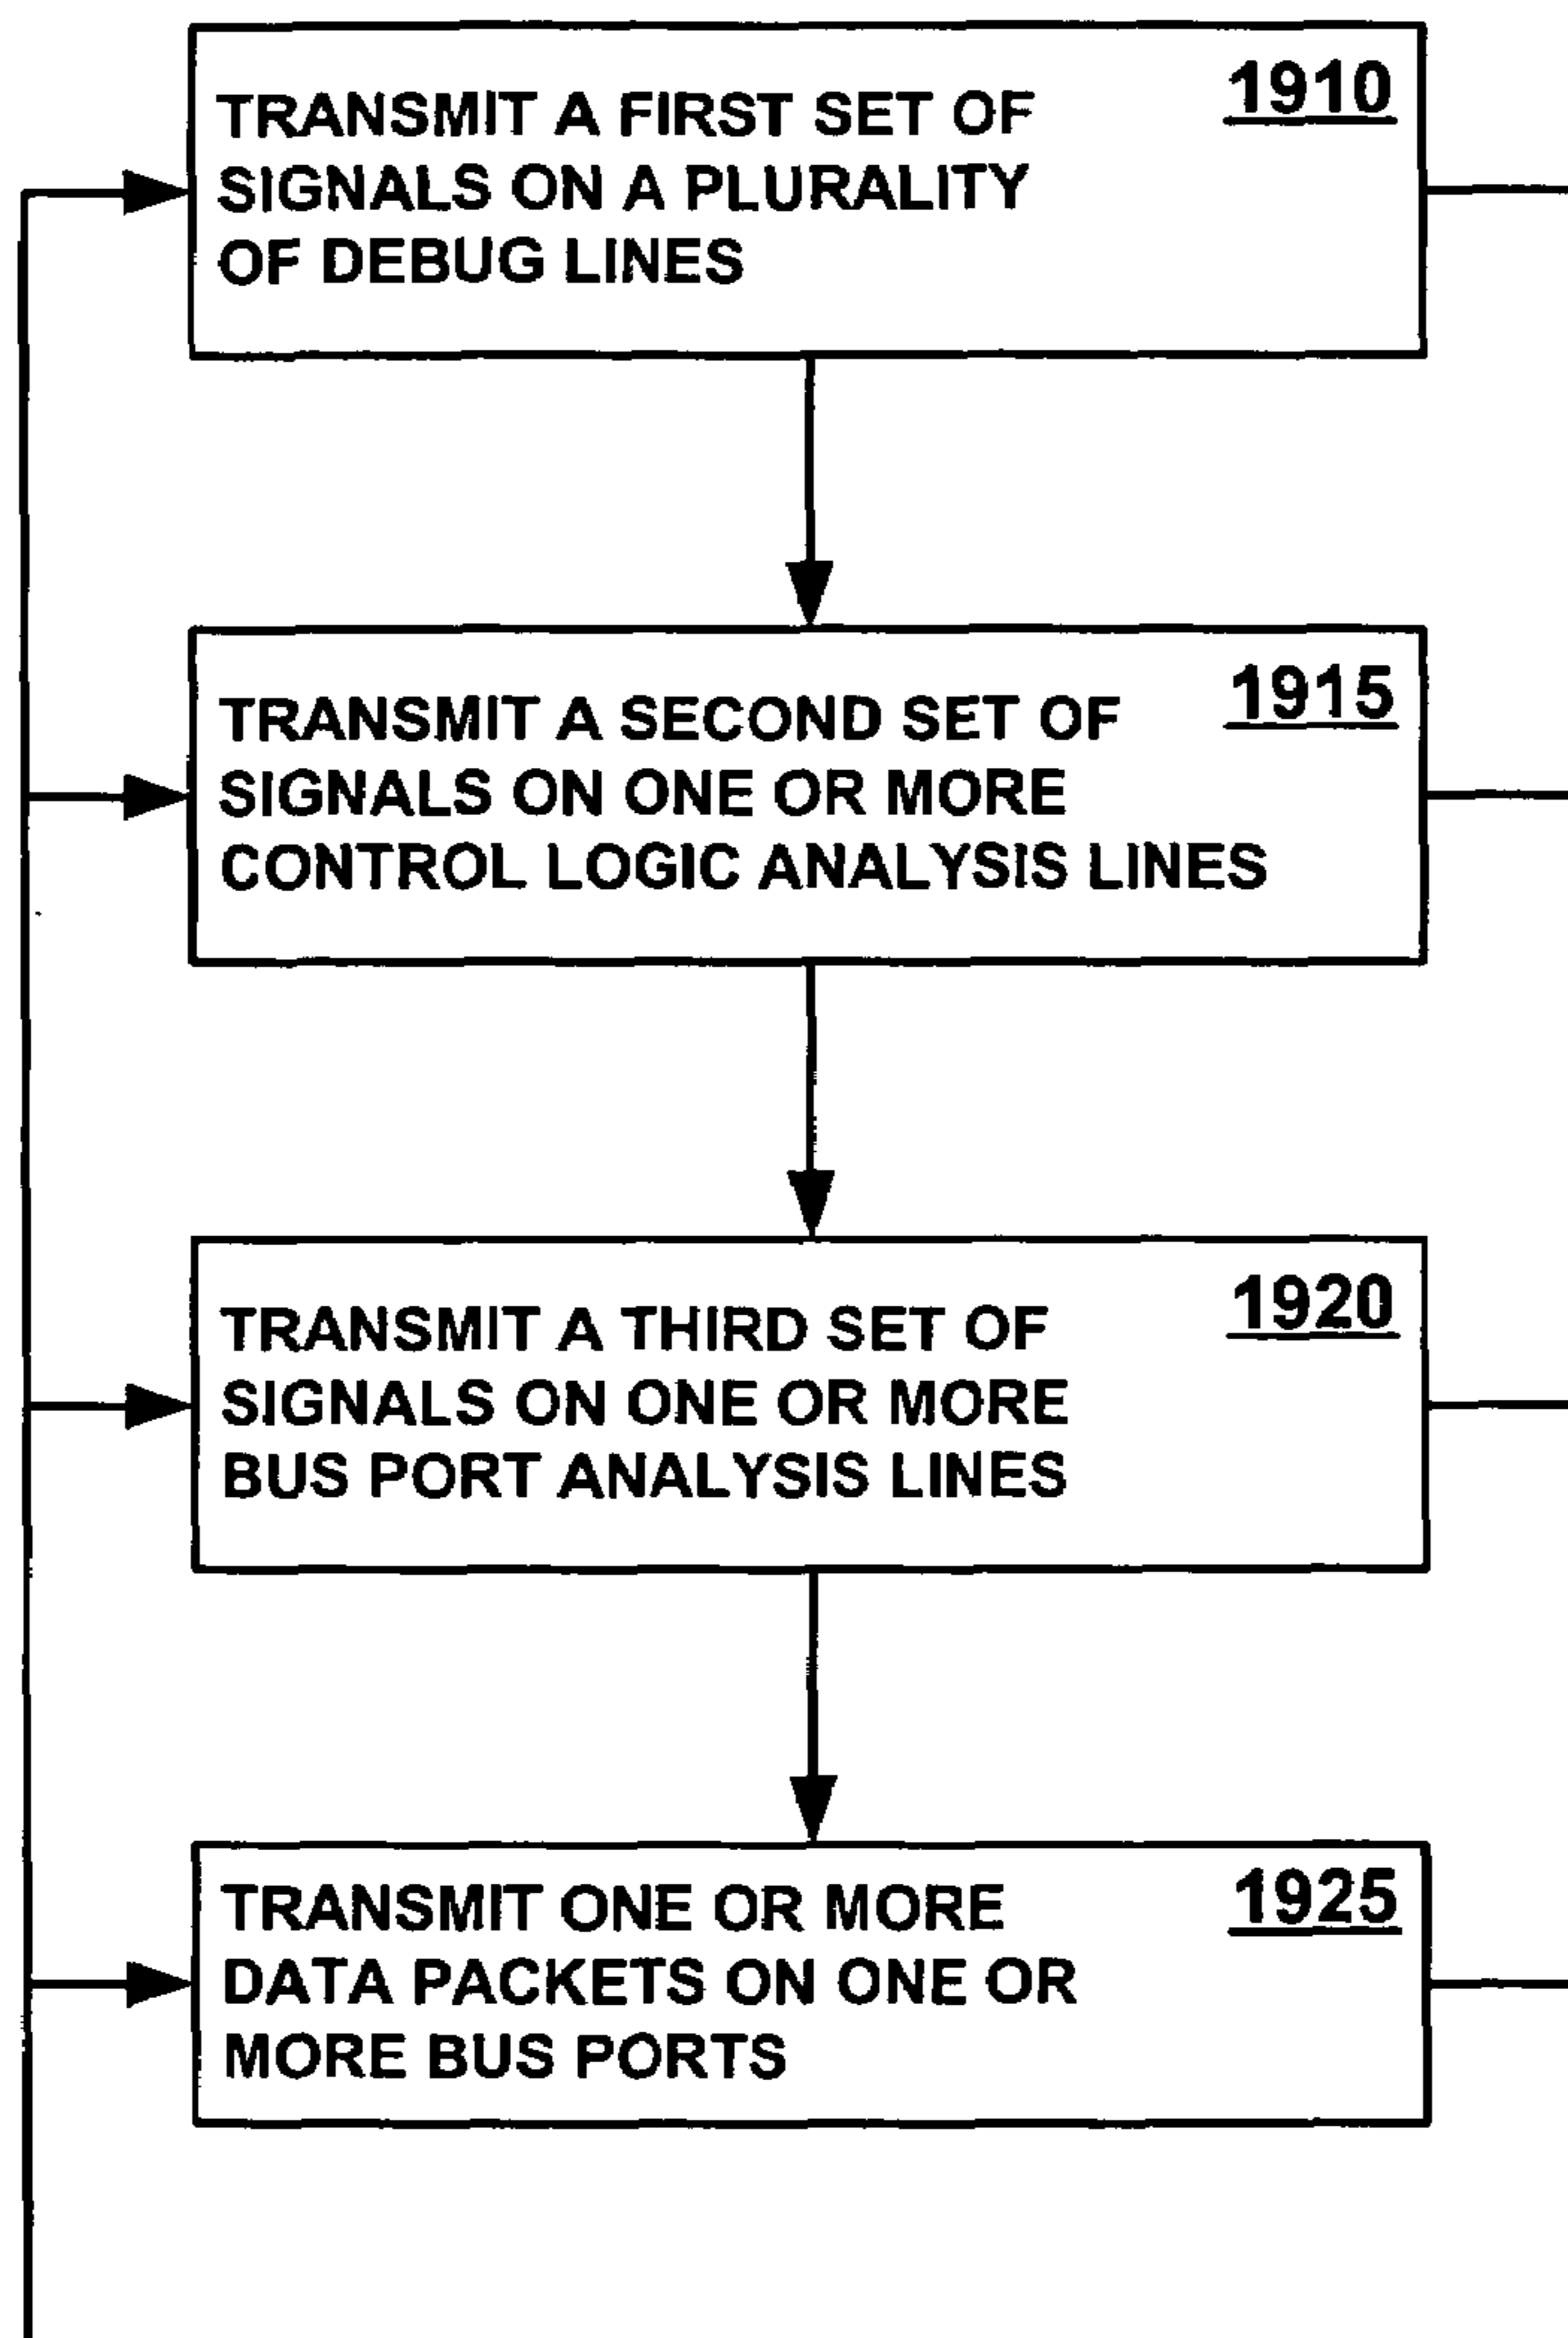 1910
TRANSMIT A FIRST SET OF
SIGNALS ON A PLURALITY
OF DEBUG LINES
1915
TRANSMIT A SECOND SET OF
SIGNALS ON ONE OR MORE
CONTROL LOGIC ANALYSIS LINES
1920
TRANSMIT A THIRD SET OF
SIGNALS ON ONE OR MORE
BUS PORT ANALYSIS LINES
1925
TRANSMIT ONE OR MORE
DATA PACKETS ON ONE OR
MORE BUS PORTS